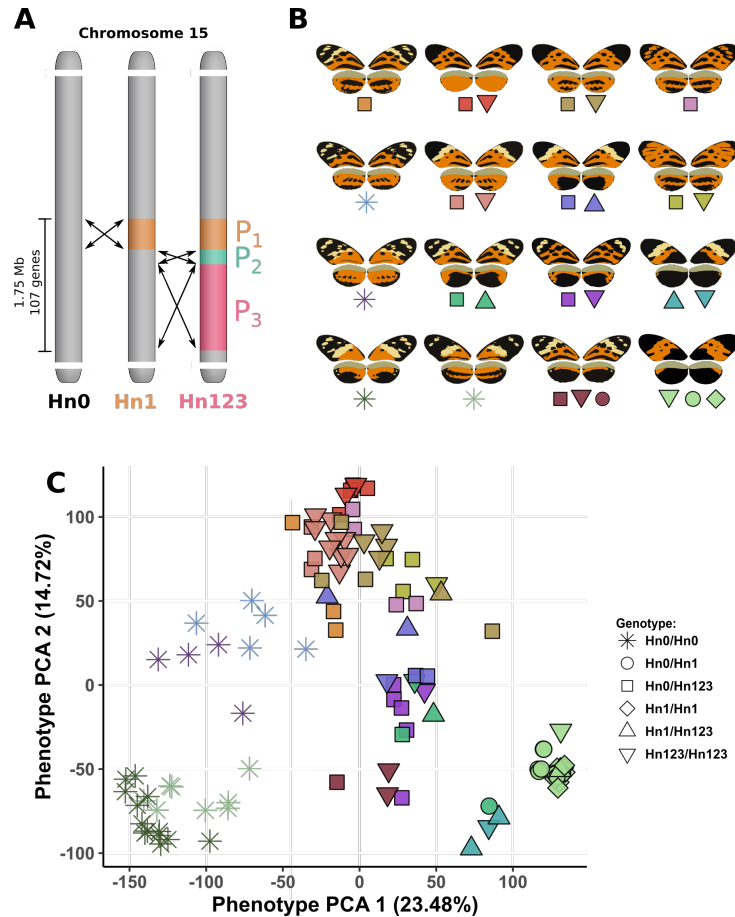 A
Chromosome 15
1.75 Mb
107 genes
P1
P2
P3
Hn0 Hn1 Hn123
B
C
Phenotype PCA 2 (14.72%)
100
50
0
-50
-100
-150 -100 -50 0 50 100
Phenotype PCA 1 (23.48%)
Genotype:
Hn0/Hn0
Hn0/Hn1
Hn0/Hn123
Hn1/Hn1
Hn1/Hn123
Hn123/Hn123